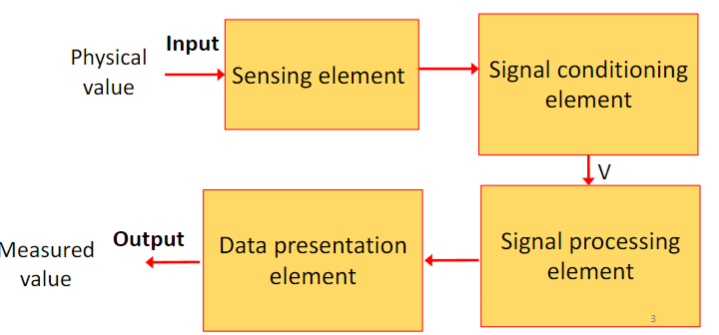 Input
Physical
value
Sensing element
Signal conditioning
element
V
Signal processing
element
3
Data presentation
element
Output
Measured
value